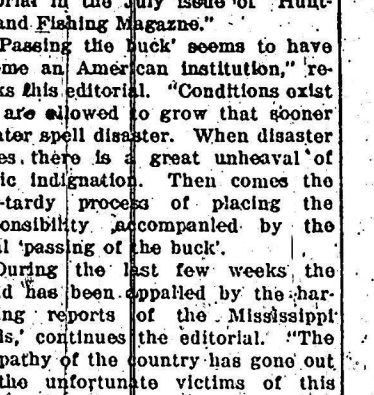 orial in the July issue of "Hunt-
and Fishing Magazne."
Passing the buck' seems to have
me an American institution," re-
ks this editorial. "Conditions exist
are allowed to grow that sooner
ater spell disaster. When disaster
es, there is a great unheaval of
ic indignation. Then comes the
-tardy process of placing the
onsibility accompanied by the
l 'passing of the buck'.
During the last few weeks the
d has been appalled by the har-
ng reports of the Mississippi
ls,' continues the editorial. "The
pathy of the country has gone out
the unfortunate victims of this